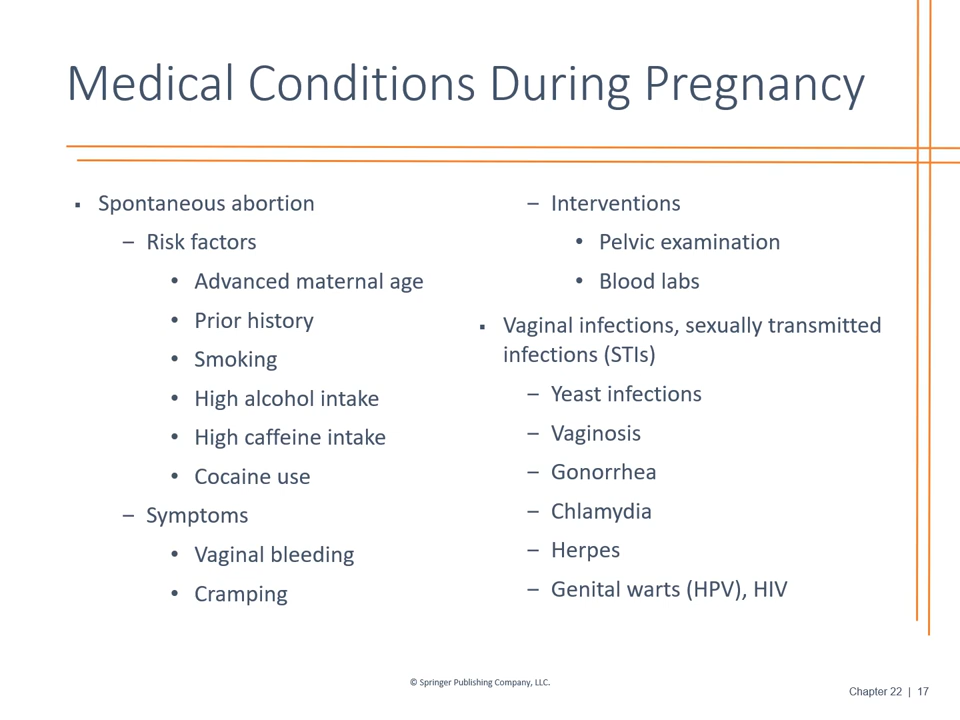 Medical Conditions During Pregnancy
▪ Spontaneous abortion
– Risk factors
• Advanced maternal age
• Prior history
• Smoking
• High alcohol intake
• High caffeine intake
• Cocaine use
– Symptoms
• Vaginal bleeding
• Cramping
– Interventions
• Pelvic examination
• Blood labs
▪ Vaginal infections, sexually transmitted
infections (STIs)
– Yeast infections
– Vaginosis
– Gonorrhea
– Chlamydia
– Herpes
– Genital warts (HPV), HIV
© Springer Publishing Company, LLC.
Chapter 22 | 17